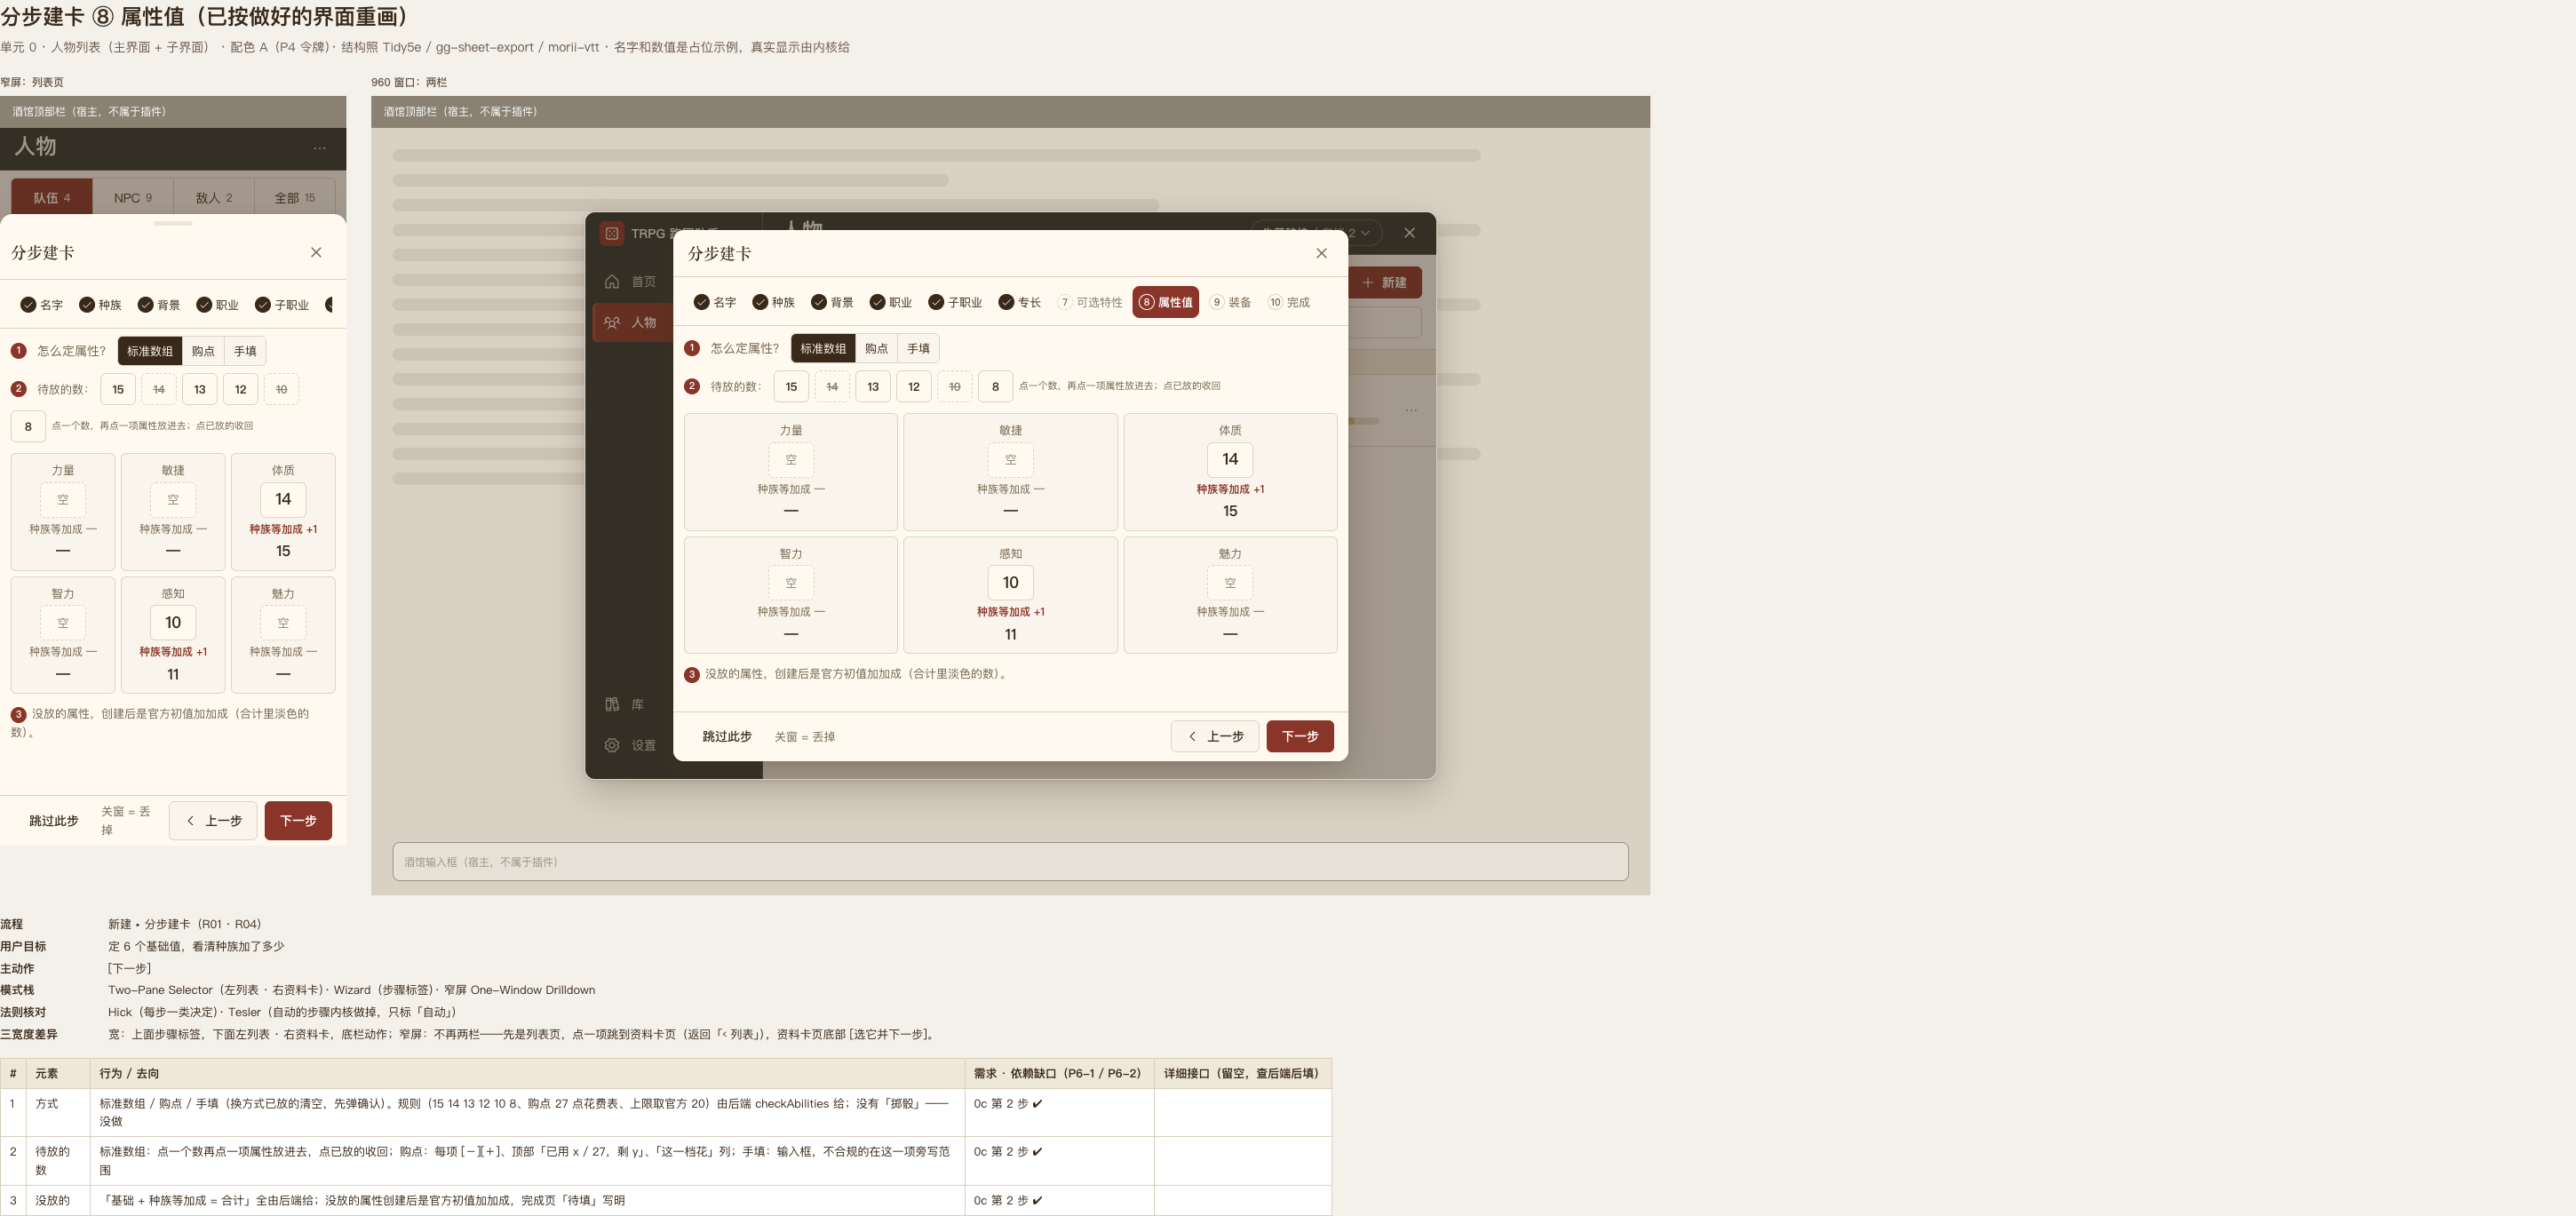 分步建卡 ⑧ 属性值（已按做好的界面重画）
单元 0 · 人物列表（主界面 + 子界面） · 配色 A（P4 令牌）· 结构照 Tidy5e / gg-sheet-export / morii-vtt · 名字和数值是占位示例，真实显示由内核给
窄屏：列表页
酒馆顶部栏（宿主，不属于插件）
人物 …
队伍 4 NPC 9 敌人 2 全部 15
分步建卡
名字 种族 背景 职业 子职业
1 怎么定属性？ 标准数组 购点 手填
2 待放的数： 15 14 13 12 10
8 点一个数，再点一项属性放进去；点已放的收回
力量 敏捷 体质
空 空 14
种族等加成 — 种族等加成 — 种族等加成 +1
— — 15
智力 感知 魅力
空 10 空
种族等加成 — 种族等加成 +1 种族等加成 —
— 11 —
3 没放的属性，创建后是官方初值加加成（合计里淡色的
数）。
跳过此步 关窗 = 丢
掉 上一步 下一步
960 窗口：两栏
酒馆顶部栏（宿主，不属于插件）
TRPG
人物
2
首页
人物
库
设置
新建
…
分步建卡
名字 种族 背景 职业 子职业 专长 7 可选特性 8 属性值 9 装备 10 完成
1 怎么定属性？ 标准数组 购点 手填
2 待放的数： 15 14 13 12 10 8 点一个数，再点一项属性放进去；点已放的收回
力量 敏捷 体质
空 空 14
种族等加成 — 种族等加成 — 种族等加成 +1
— — 15
智力 感知 魅力
空 10 空
种族等加成 — 种族等加成 +1 种族等加成 —
— 11 —
3 没放的属性，创建后是官方初值加加成（合计里淡色的数）。
跳过此步 关窗 = 丢掉 上一步 下一步
酒馆输入框（宿主，不属于插件）
流程 新建 ▸ 分步建卡（R01 · R04）
用户目标 定 6 个基础值，看清种族加了多少
主动作 [下一步]
模式栈 Two-Pane Selector（左列表 · 右资料卡）· Wizard（步骤标签）· 窄屏 One-Window Drilldown
法则核对 Hick（每步一类决定）· Tesler（自动的步骤内核做掉，只标「自动」）
三宽度差异 宽：上面步骤标签，下面左列表 · 右资料卡，底栏动作；窄屏：不再两栏——先是列表页，点一项跳到资料卡页（返回「‹ 列表」），资料卡页底部 [选它并下一步]。
# 元素 行为 / 去向 需求 · 依赖缺口（P6-1 / P6-2） 详细接口（留空，查后端后填）
1 方式 标准数组 / 购点 / 手填（换方式已放的清空，先弹确认）。规则（15 14 13 12 10 8、购点 27 点花费表、上限取官方 20）由后端 checkAbilities 给；没有「掷骰」——
没做 0c 第 2 步 ✔
2 待放的
数 标准数组：点一个数再点一项属性放进去，点已放的收回；购点：每项 [－][＋]、顶部「已用 x / 27，剩 y」、「这一档花」列；手填：输入框，不合规的在这一项旁写范
围 0c 第 2 步 ✔
3 没放的 「基础 + 种族等加成 = 合计」全由后端给；没放的属性创建后是官方初值加加成，完成页「待填」写明 0c 第 2 步 ✔